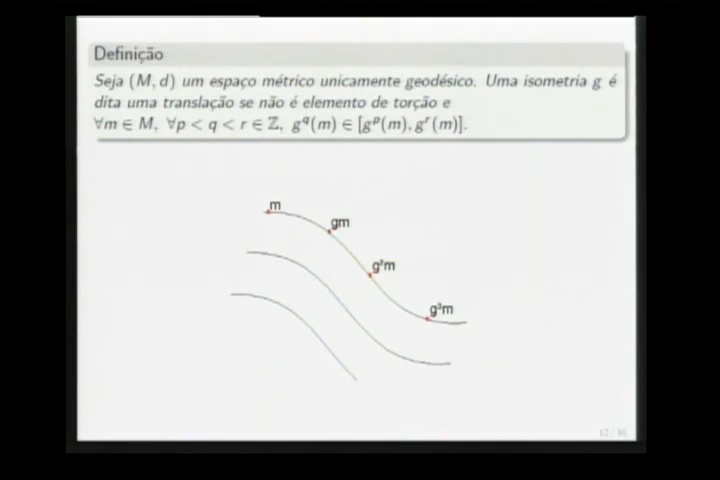 Definição
Seja (M, d) um espaço métrico unicamente geodésico. Uma isometria g é
dita uma translação se não é elemento de torção e
∀m ∈ M, ∀p < q < r ∈ ℤ, g^q(m) ∈ [g^p(m), g^r(m)].
m
gm
g²m
g³m